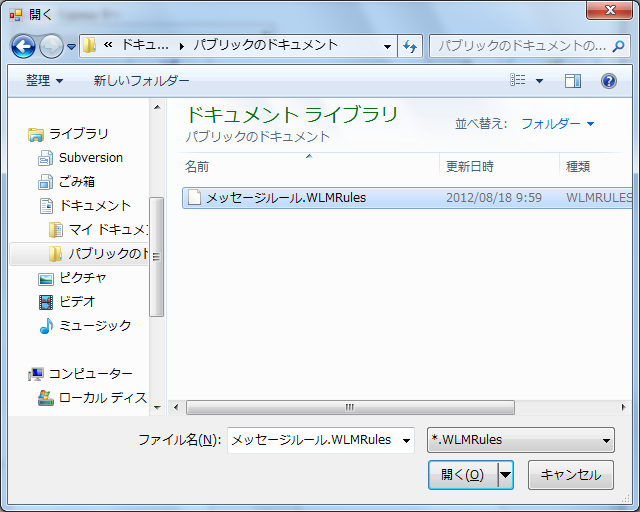 開く
« ドキュ... パブリックのドキュメント
パブリックのドキュメントの...
整理 新しいフォルダー
ドキュメント ライブラリ
パブリックのドキュメント
並べ替え: フォルダー
名前 更新日時 種類
メッセージルール.WLMRules 2012/08/18 9:59 WLMRULES
ライブラリ
Subversion
ごみ箱
ドキュメント
マイ ドキュメン
パブリックのド
ピクチャ
ビデオ
ミュージック
コンピューター
ローカル ディス
ファイル名(N): メッセージルール.WLMRules *.WLMRules
開く(O) キャンセル